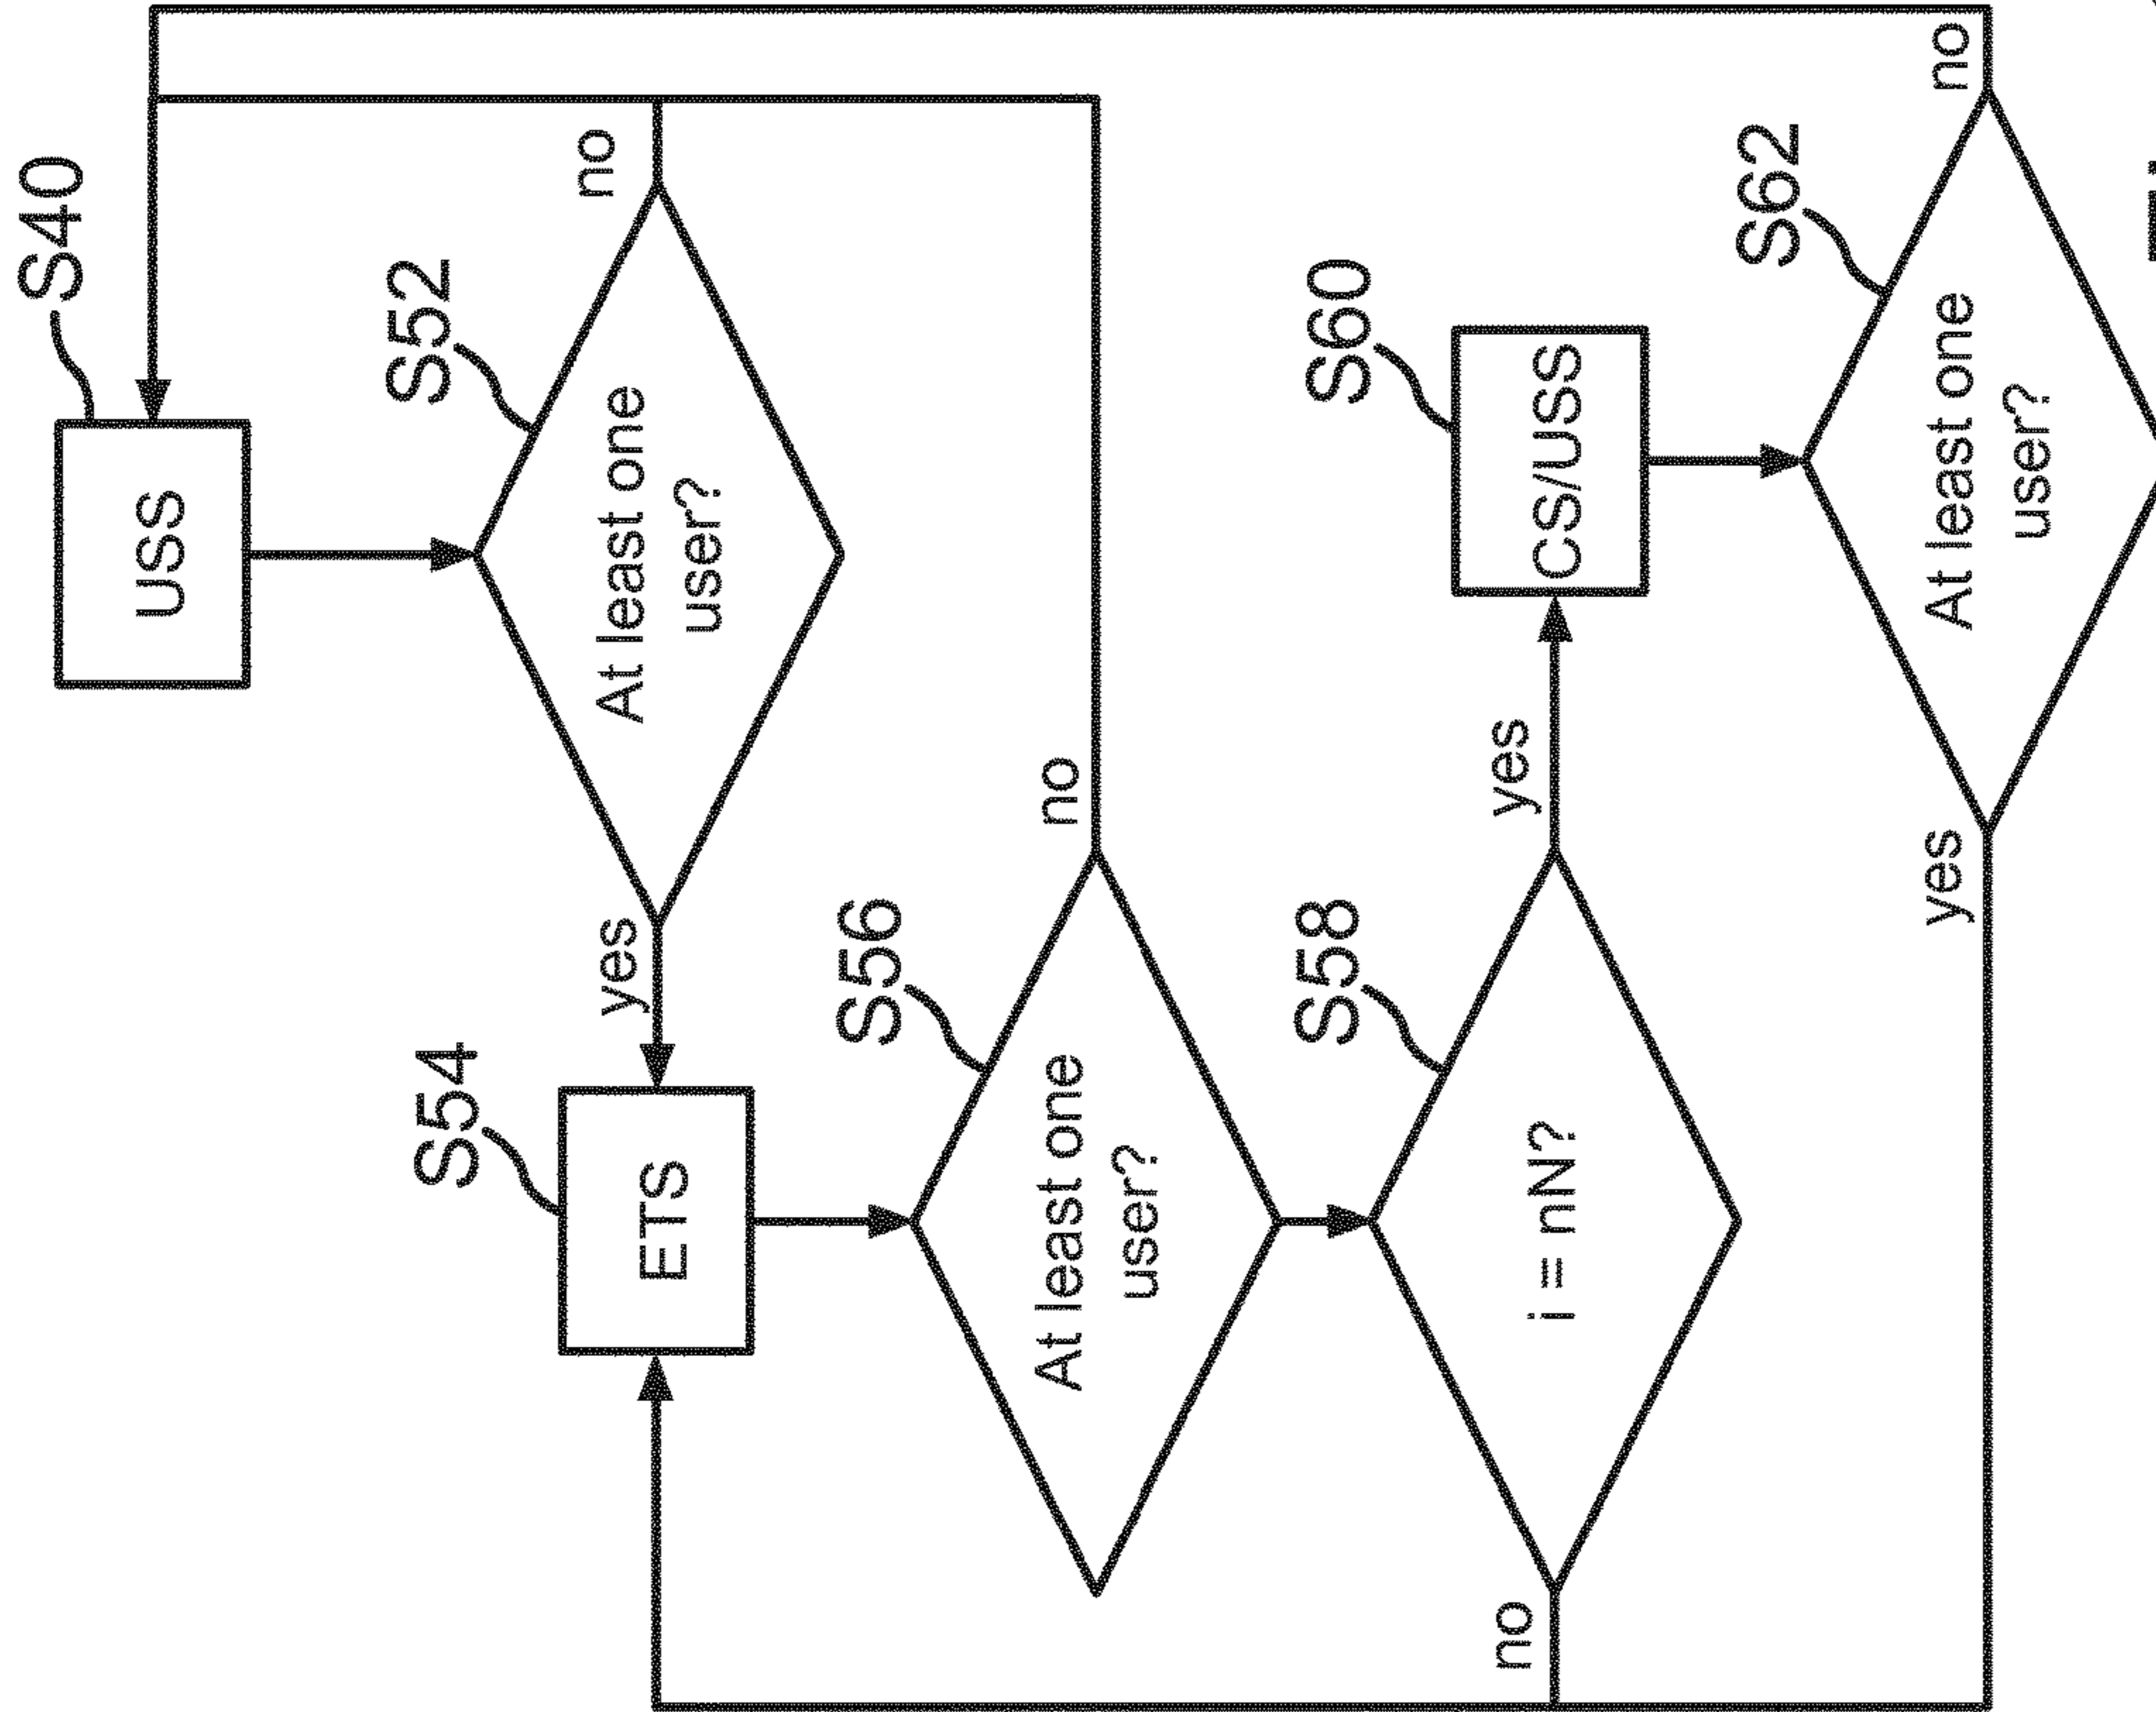 S40
USS
S52
At least one
user?
no
yes
S54
ETS
S56
At least one
user?
no
S58
i = nN?
no
yes
S60
CS/USS
S62
At least one
user?
no
yes